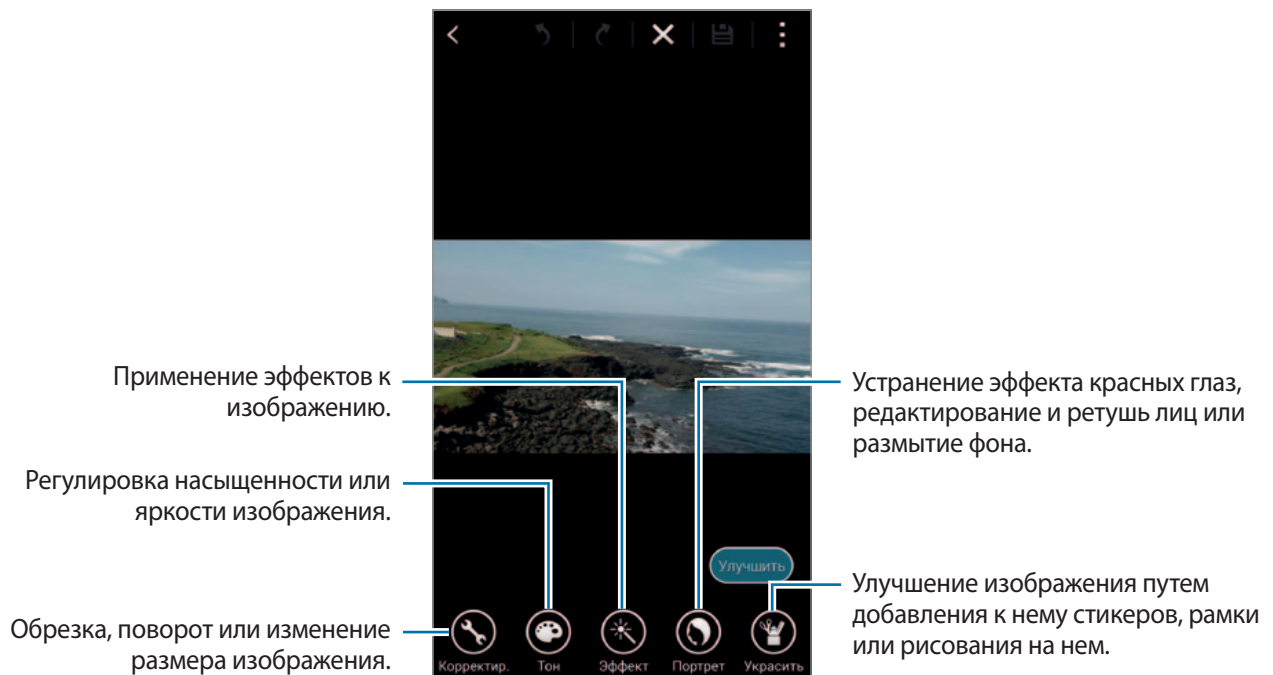 Применение эффектов к
изображению.
Регулировка насыщенности или
яркости изображения.
Обрезка, поворот или изменение
размера изображения.
Устранение эффекта красных глаз,
редактирование и ретушь лиц или
размытие фона.
Улучшить
Улучшение изображения путем
добавления к нему стикеров, рамки
или рисования на нем.
Корректир.
Тон
Эффект
Портрет
Украсить